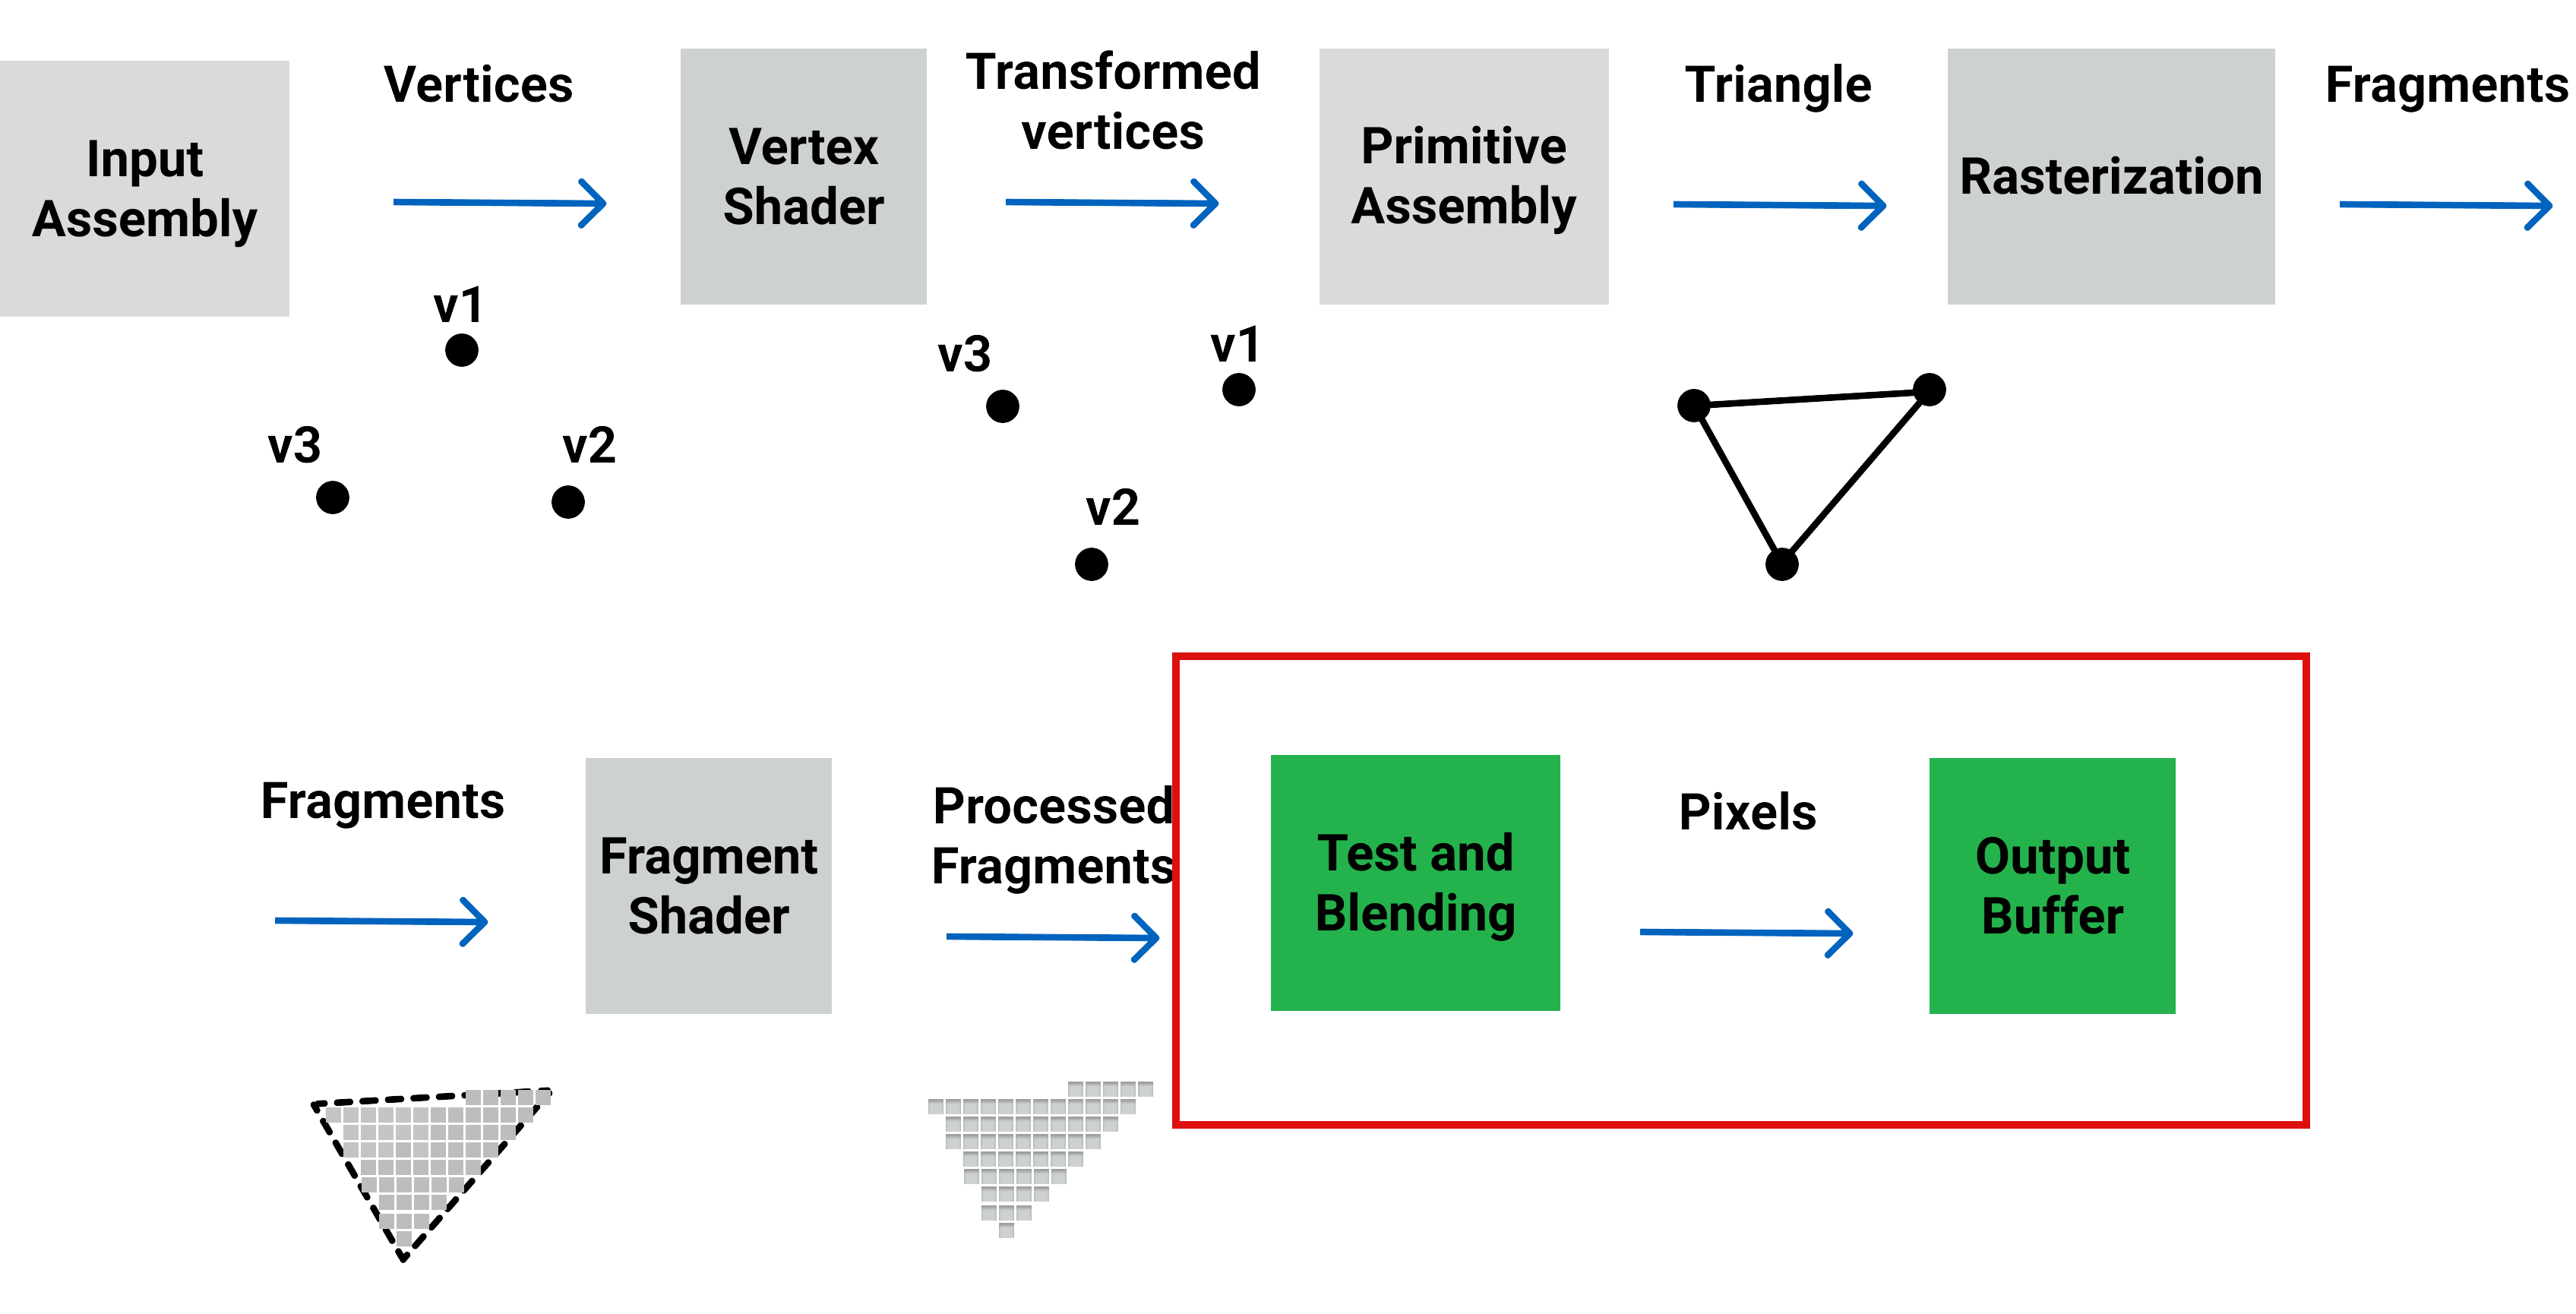 Input
Assembly
Vertices
Vertex
Shader
Transformed
vertices
Primitive
Assembly
Triangle
Rasterization
Fragments
v1
v3
v2
v3
v1
v2
Fragments
Fragment
Shader
Processed
Fragments
Test and
Blending
Pixels
Output
Buffer